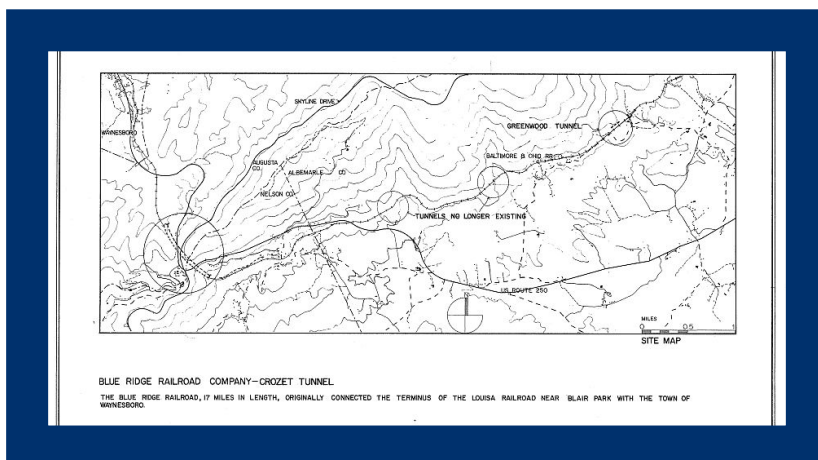 SKYLINE DRIVE
GREENWOOD TUNNEL
WAYNESBORO
BALTIMORE & OHIO RR CO.
AUGUSTA
CO.
ALBEMARLE CO
NELSON CO.
TUNNELS NO LONGER EXISTING
US ROUTE 250
N
MILES
0 0.5 1
SITE MAP
BLUE RIDGE RAILROAD COMPANY-CROZET TUNNEL
THE BLUE RIDGE RAILROAD, 17 MILES IN LENGTH, ORIGINALLY CONNECTED THE TERMINUS OF THE LOUISA RAILROAD NEAR BLAIR PARK WITH THE TOWN OF
WAYNESBORO.